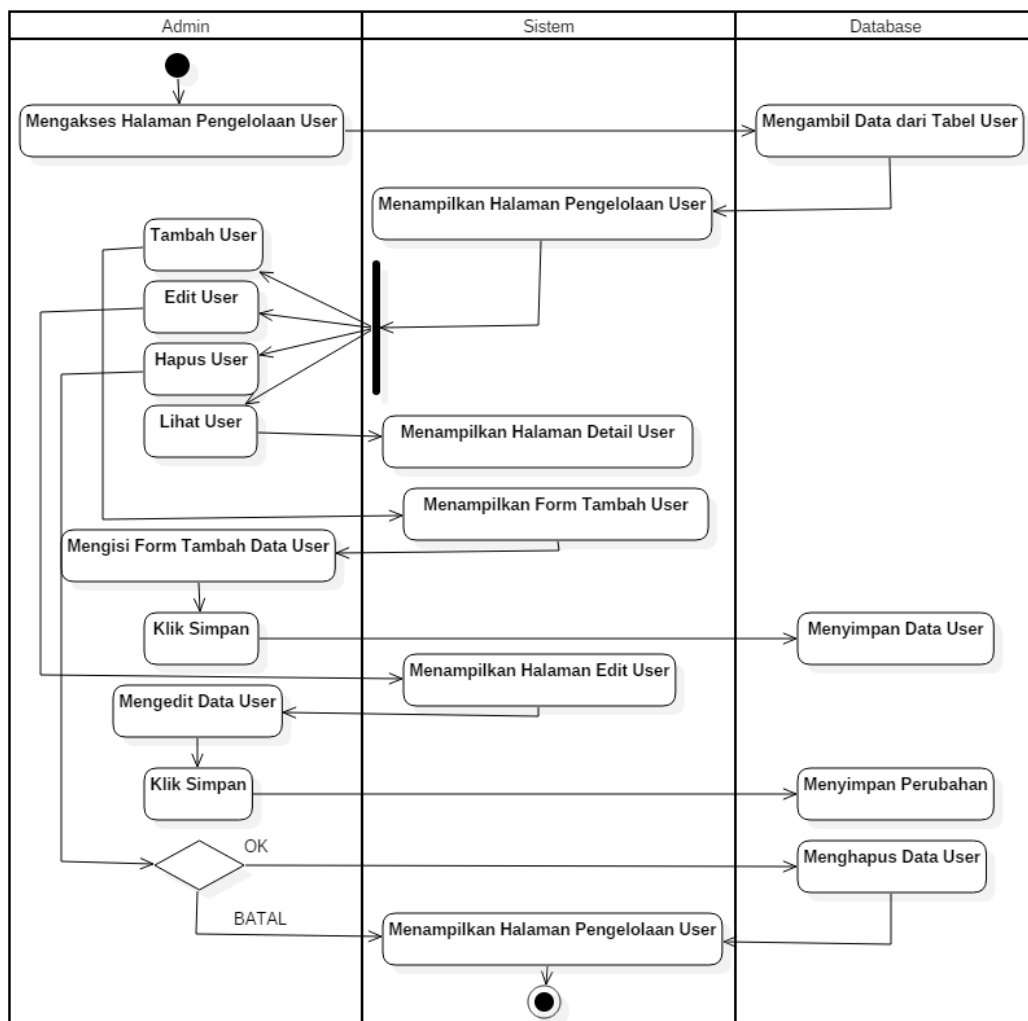 Admin
Sistem
Database
Mengakses Halaman Pengelolaan User
Mengambil Data dari Tabel User
Menampilkan Halaman Pengelolaan User
Tambah User
Edit User
Hapus User
Lihat User
Menampilkan Halaman Detail User
Menampilkan Form Tambah User
Mengisi Form Tambah Data User
Klik Simpan
Menyimpan Data User
Menampilkan Halaman Edit User
Mengedit Data User
Klik Simpan
Menyimpan Perubahan
OK
Menghapus Data User
BATAL
Menampilkan Halaman Pengelolaan User